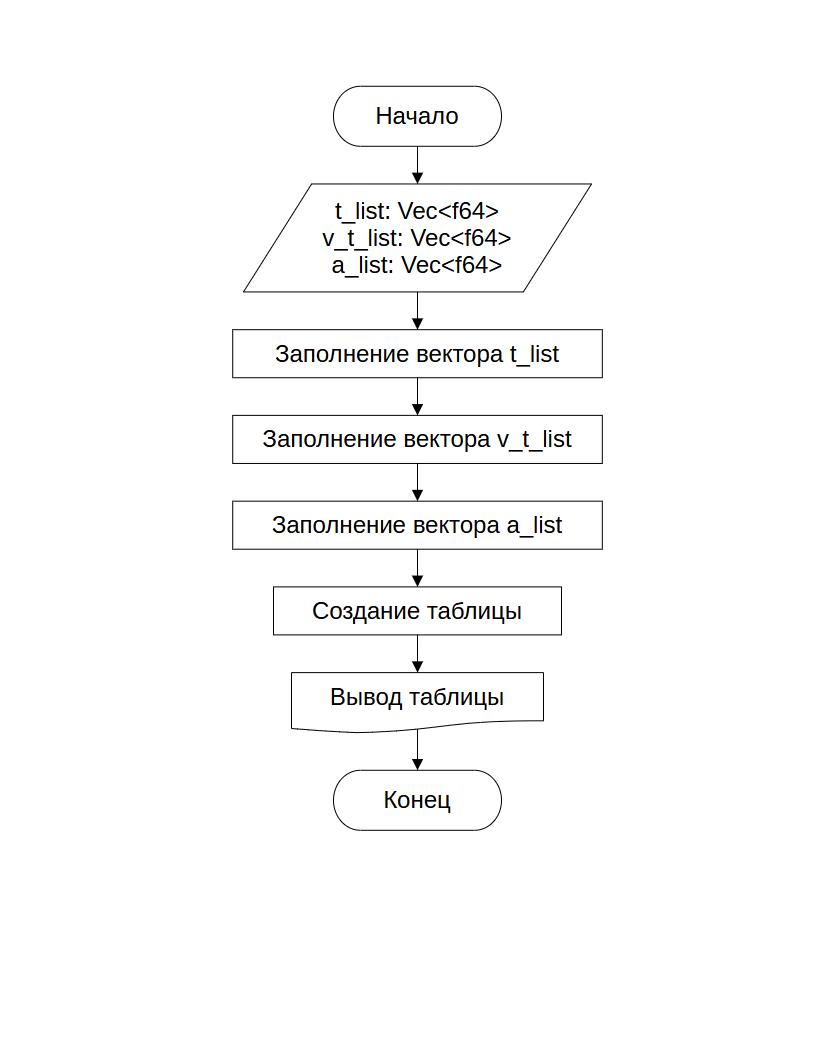 Начало
t_list: Vec<f64>
v_t_list: Vec<f64>
a_list: Vec<f64>
Заполнение вектора t_list
Заполнение вектора v_t_list
Заполнение вектора a_list
Создание таблицы
Вывод таблицы
Конец